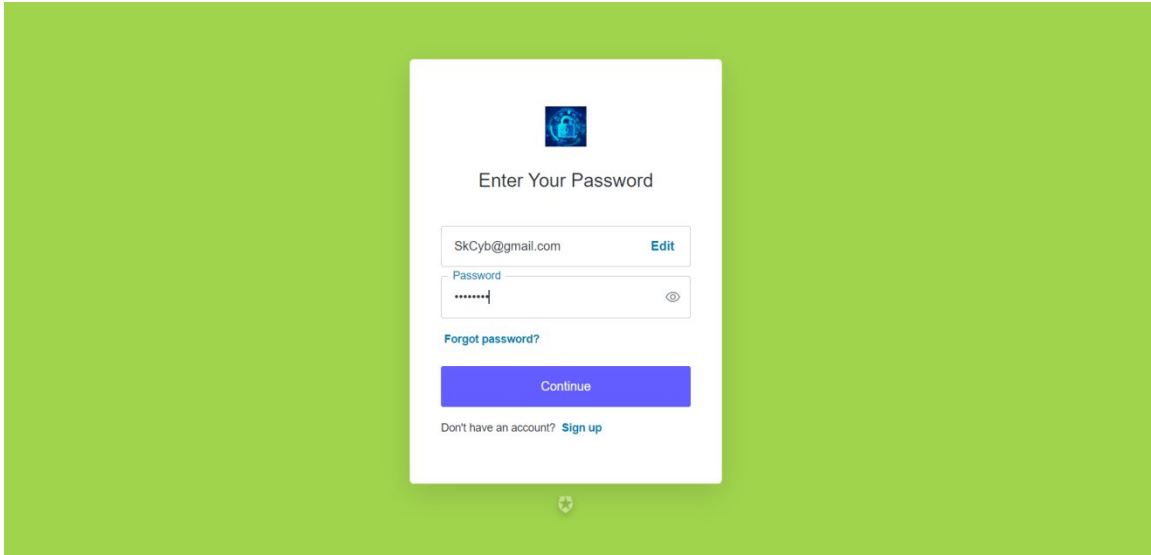 Enter Your Password
SkCyb@gmail.com Edit
Password
••••••••
Forgot password?
Continue
Don't have an account? Sign up